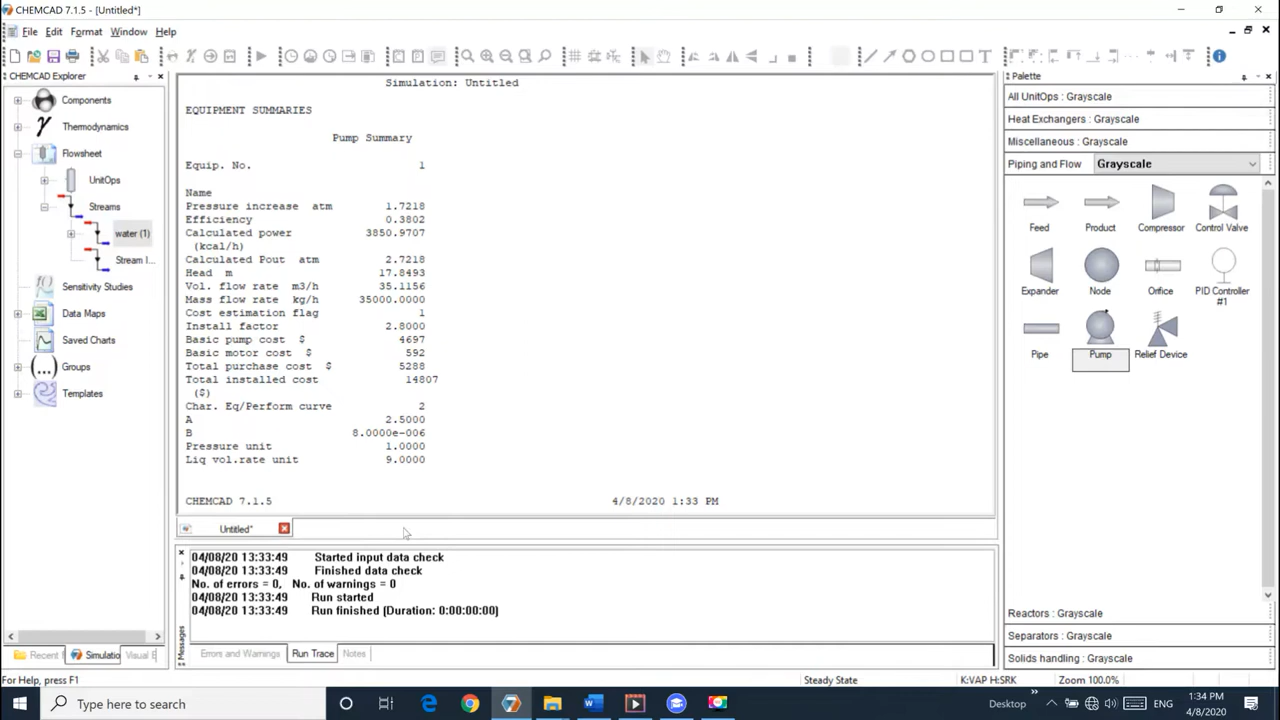 CHEMCAD 7.1.5 - [Untitled*]
File Edit Format Window Help
CHEMCAD Explorer
Components
Thermodynamics
Flowsheet
UnitOps
Streams
water (1)
Stream I...
Sensitivity Studies
Data Maps
Saved Charts
Groups
Templates
Recent
Simulatio
Visual E
Simulation: Untitled
EQUIPMENT SUMMARIES
Pump Summary
Equip. No. 1
Name
Pressure increase atm 1.7218
Efficiency 0.3802
Calculated power 3850.9707
(kcal/h)
Calculated Pout atm 2.7218
Head m 17.8493
Vol. flow rate m3/h 35.1156
Mass flow rate kg/h 35000.0000
Cost estimation flag 1
Install factor 2.8000
Basic pump cost $ 4697
Basic motor cost $ 592
Total purchase cost $ 5288
Total installed cost 14807
($)
Char. Eq/Perform curve 2
A 2.5000
B 8.0000e-006
Pressure unit 1.0000
Liq vol.rate unit 9.0000
CHEMCAD 7.1.5 4/8/2020 1:33 PM
Untitled*
04/08/20 13:33:49 Started input data check
04/08/20 13:33:49 Finished data check
No. of errors = 0, No. of warnings = 0
04/08/20 13:33:49 Run started
04/08/20 13:33:49 Run finished (Duration: 0:00:00:00)
Messages
Errors and Warnings Run Trace Notes
Palette
All UnitOps : Grayscale
Heat Exchangers : Grayscale
Miscellaneous : Grayscale
Piping and Flow Grayscale
Feed Product Compressor Control Valve
Expander Node Orifice PID Controller
#1
Pipe Pump Relief Device
Reactors : Grayscale
Separators : Grayscale
Solids handling : Grayscale
For Help, press F1 Steady State K:VAP H:SRK Zoom 100.0%
Type here to search
Desktop
ENG
1:34 PM
4/8/2020